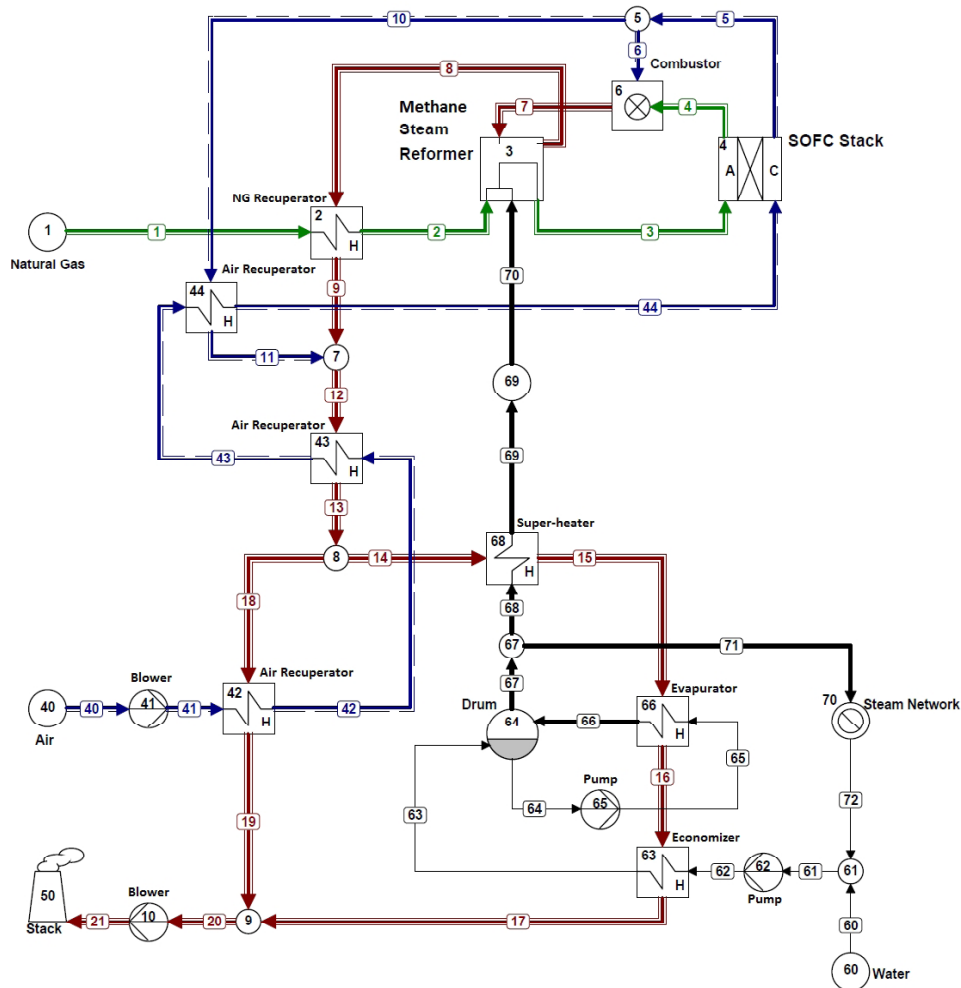 10
5
5
6
Combustor
8
6
7
4
Methane
Steam
Reformer
3
4
A
C
SOFC Stack
NG Recuperator
2
H
1
1
2
3
Natural Gas
Air Recuperator
44
H
9
70
44
11
7
12
69
Air Recuperator
43
H
43
69
13
Super-heater
8
14
68
H
15
18
68
67
71
Air Recuperator
Blower
42
H
40
40
41
41
42
Air
67
Drum
64
66
Evapurator
66
H
70
Steam Network
65
16
Pump
64
65
72
63
19
Economizer
63
H
62
62
61
61
Pump
50
Stack
Blower
21
10
20
9
17
60
60
Water